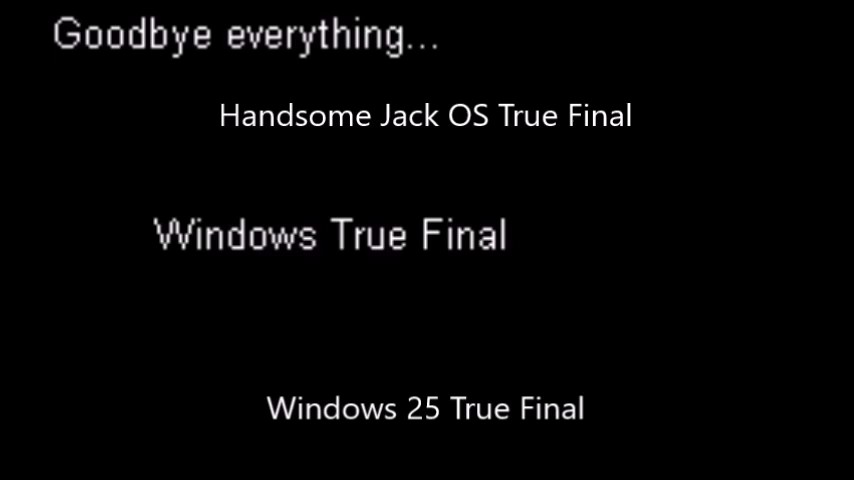 Goodbye everything...
Handsome Jack OS True Final
Windows True Final
Windows 25 True Final